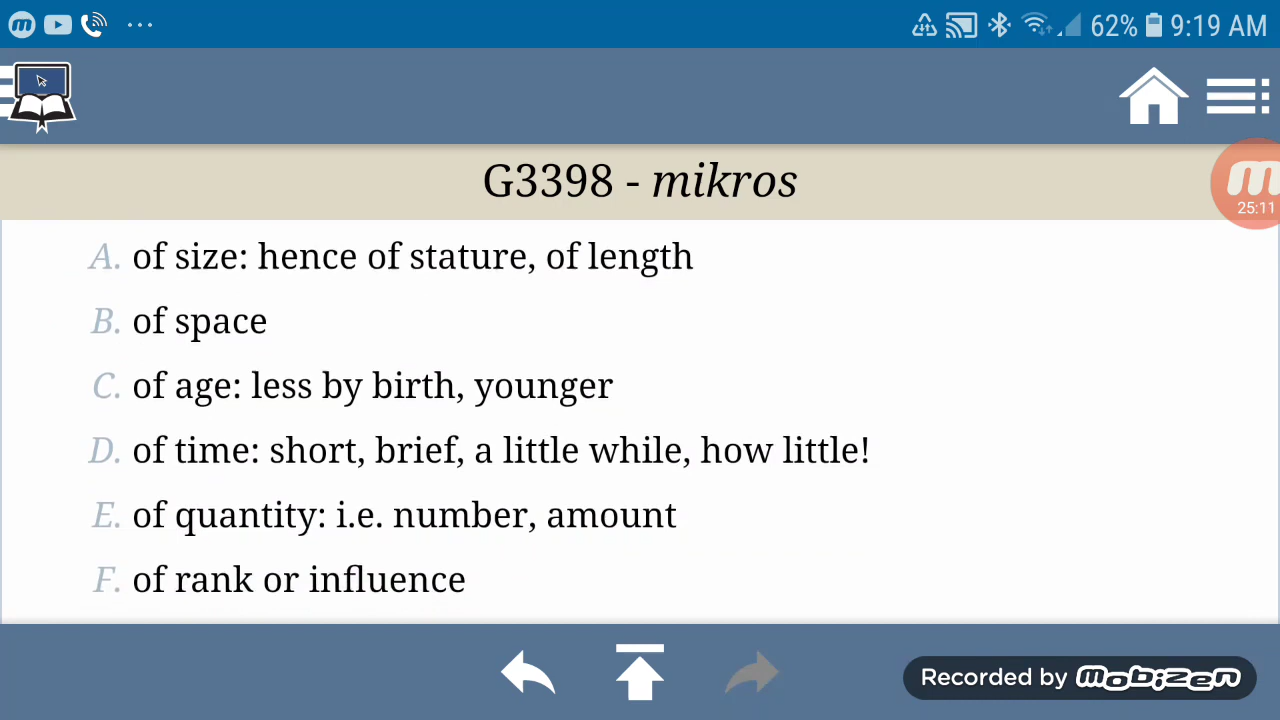 62% 9:19 AM
G3398 - mikros
25:11
A. of size: hence of stature, of length
B. of space
C. of age: less by birth, younger
D. of time: short, brief, a little while, how little!
E. of quantity: i.e. number, amount
F. of rank or influence
Recorded by mobizen